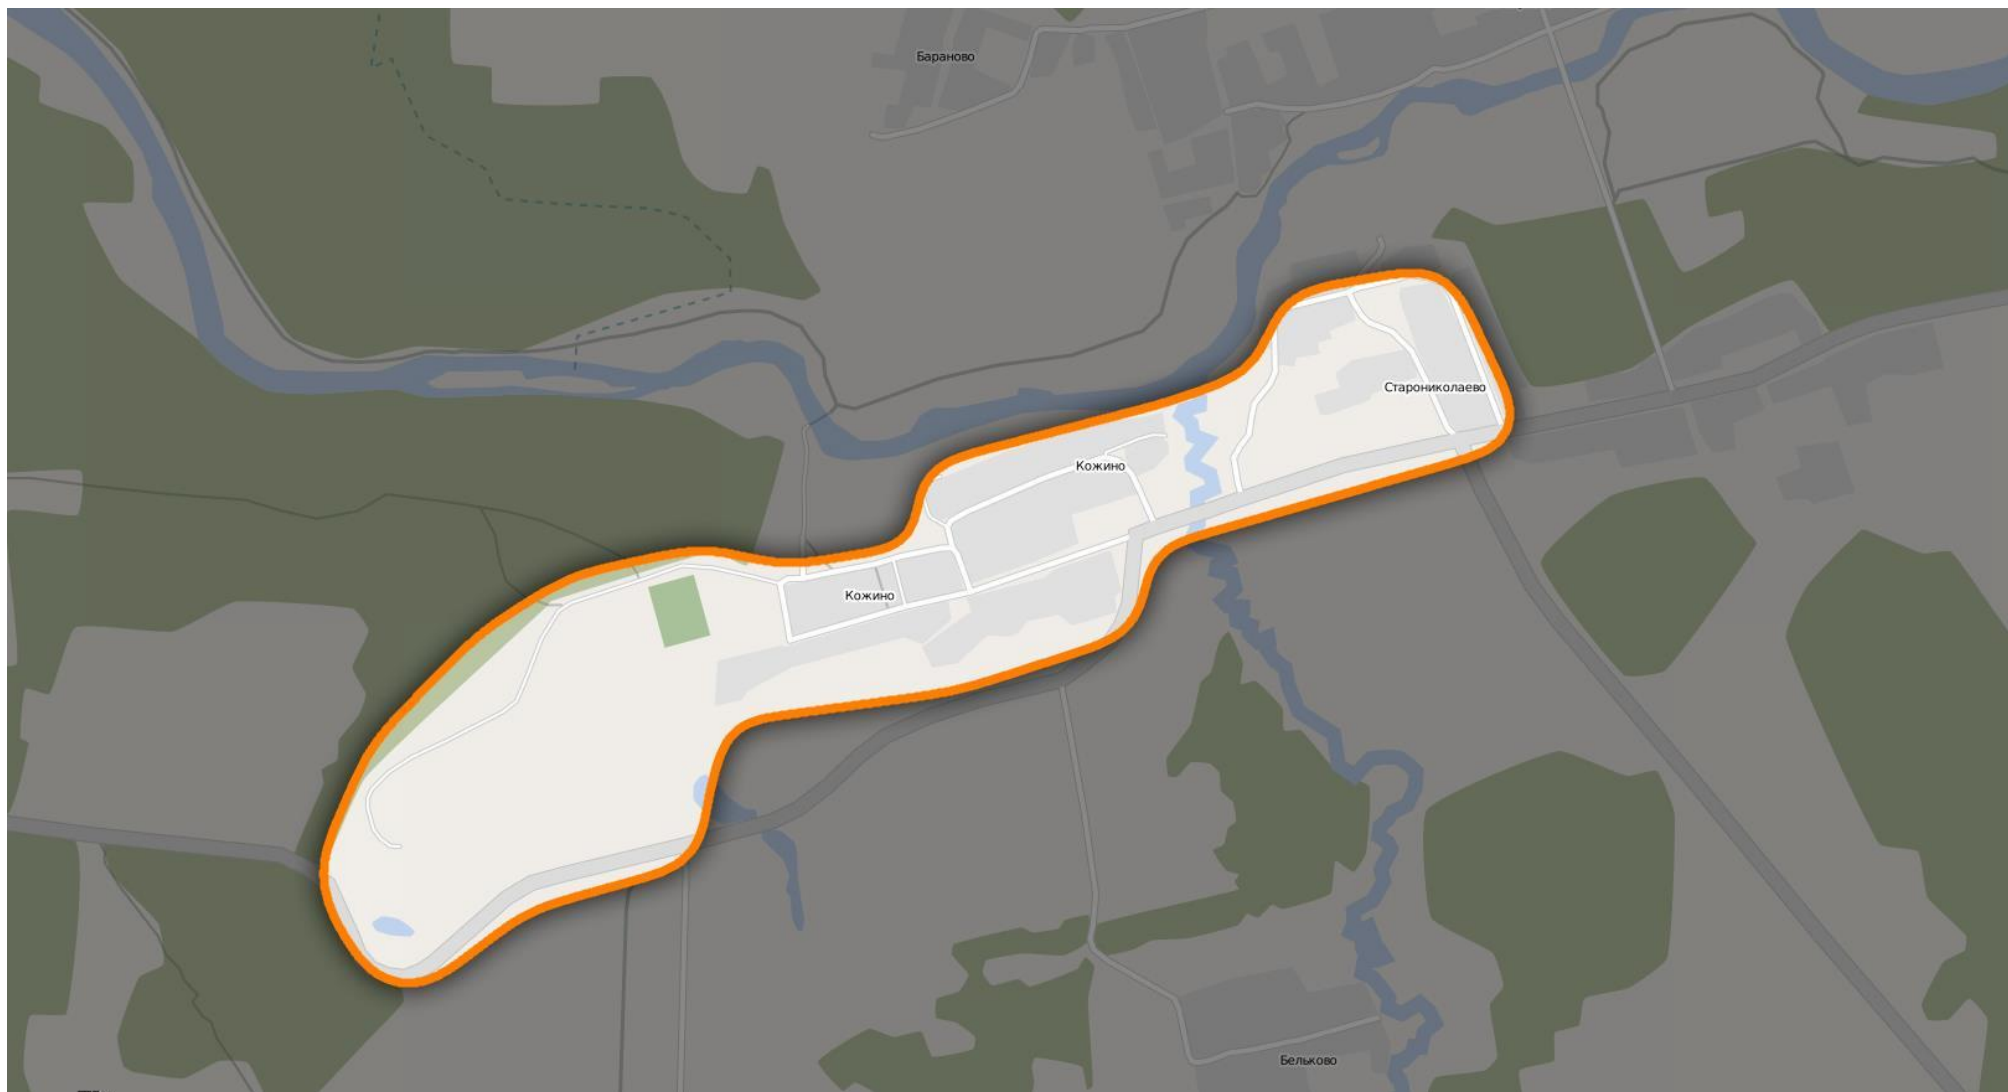 Бараново
Старониколаево
Кожино
Кожино
Бельково